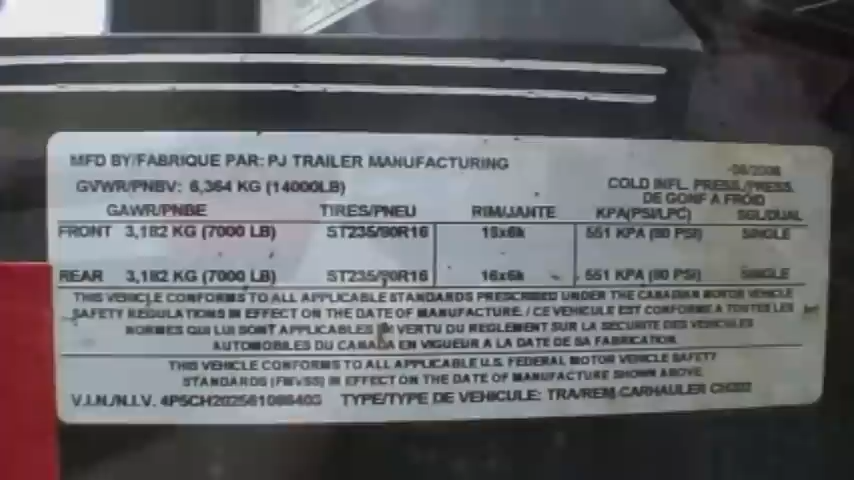 MFD BY/FABRIQUE PAR: PJ TRAILER MANUFACTURING
GVWR/PNBV: 6,364 KG (14000LB)
COLD INFL. PRESS./PRESS.
DE GONF A FROID
GAWR/PNBE TIRES/PNEU RIM/JANTE KPA(PSI/LPC) SGL/DUAL
FRONT 3,182 KG (7000 LB) ST235/80R16 16x6k 551 KPA (80 PSI) SINGLE
REAR 3,182 KG (7000 LB) ST235/80R16 16x6k 551 KPA (80 PSI) SINGLE
THIS VEHICLE CONFORMS TO ALL APPLICABLE STANDARDS PRESCRIBED UNDER THE CANADIAN MOTOR VEHICLE
SAFETY REGULATIONS IN EFFECT ON THE DATE OF MANUFACTURE. / CE VEHICULE EST CONFORME A TOUTES LES
NORMES QUI LUI SONT APPLICABLES EN VERTU DU REGLEMENT SUR LA SECURITE DES VEHICULES
AUTOMOBILES DU CANADA EN VIGUEUR A LA DATE DE SA FABRICATION.
THIS VEHICLE CONFORMS TO ALL APPLICABLE U.S. FEDERAL MOTOR VEHICLE SAFETY
STANDARDS (FMVSS) IN EFFECT ON THE DATE OF MANUFACTURE SHOWN ABOVE
V.I.N./N.I.V. TYPE/TYPE DE VEHICULE: TRA/REM CARHAULER